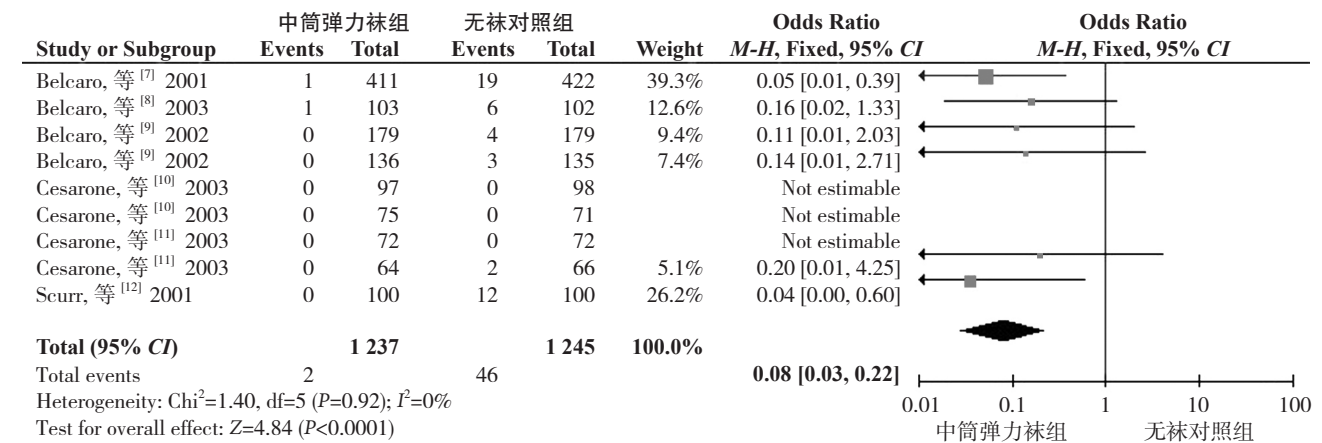 中筒弹力袜组 无袜对照组 Odds Ratio Odds Ratio
Study or Subgroup Events Total Events Total Weight M-H, Fixed, 95% CI M-H, Fixed, 95% CI
Belcaro, 等 [7] 2001 1 411 19 422 39.3% 0.05 [0.01, 0.39]
Belcaro, 等 [8] 2003 1 103 6 102 12.6% 0.16 [0.02, 1.33]
Belcaro, 等 [9] 2002 0 179 4 179 9.4% 0.11 [0.01, 2.03]
Belcaro, 等 [9] 2002 0 136 3 135 7.4% 0.14 [0.01, 2.71]
Cesarone, 等 [10] 2003 0 97 0 98 Not estimable
Cesarone, 等 [10] 2003 0 75 0 71 Not estimable
Cesarone, 等 [11] 2003 0 72 0 72 Not estimable
Cesarone, 等 [11] 2003 0 64 2 66 5.1% 0.20 [0.01, 4.25]
Scurr, 等 [12] 2001 0 100 12 100 26.2% 0.04 [0.00, 0.60]
Total (95% CI) 1 237 1 245 100.0%
Total events 2 46 0.08 [0.03, 0.22]
Heterogeneity: Chi²=1.40, df=5 (P=0.92); I²=0%
Test for overall effect: Z=4.84 (P<0.0001)
0.01 0.1 1 10 100
中筒弹力袜组 无袜对照组